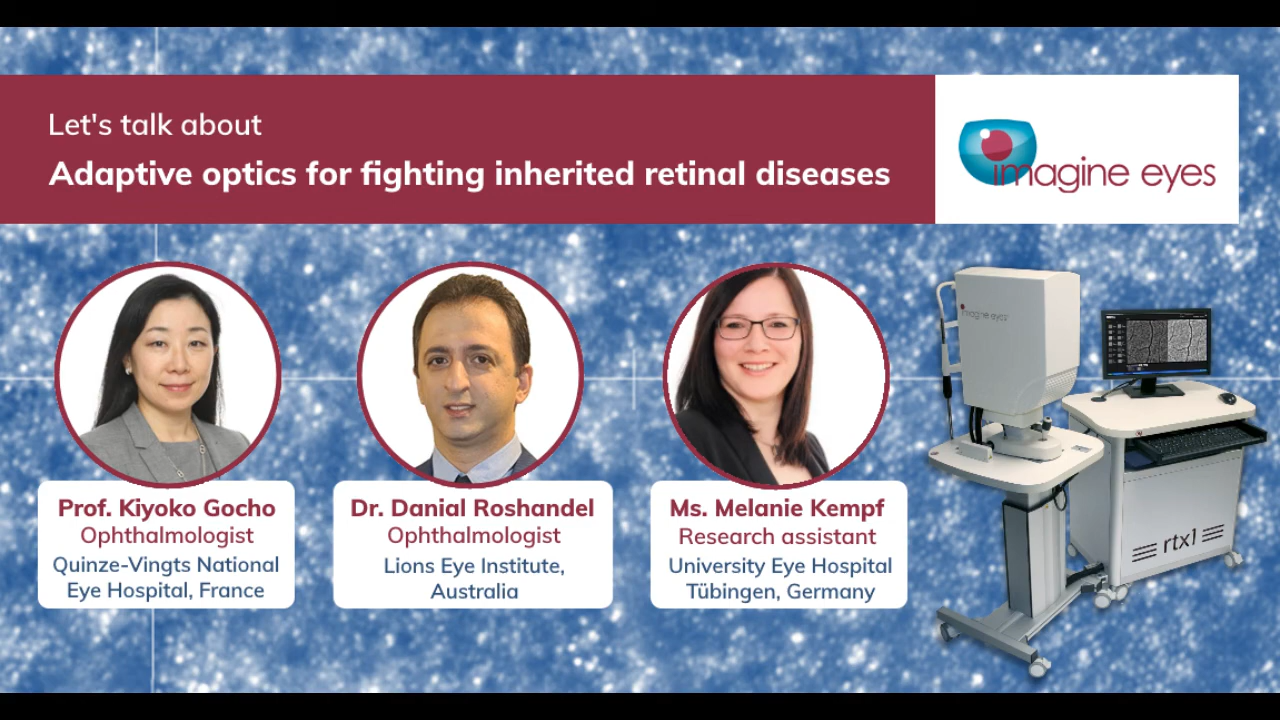 Let's talk about
Adaptive optics for fighting inherited retinal diseases
imagine eyes
Prof. Kiyoko Gocho
Ophthalmologist
Quinze-Vingts National
Eye Hospital, France
Dr. Danial Roshandel
Ophthalmologist
Lions Eye Institute,
Australia
Ms. Melanie Kempf
Research assistant
University Eye Hospital
Tübingen, Germany
imagine eyes
rtx1